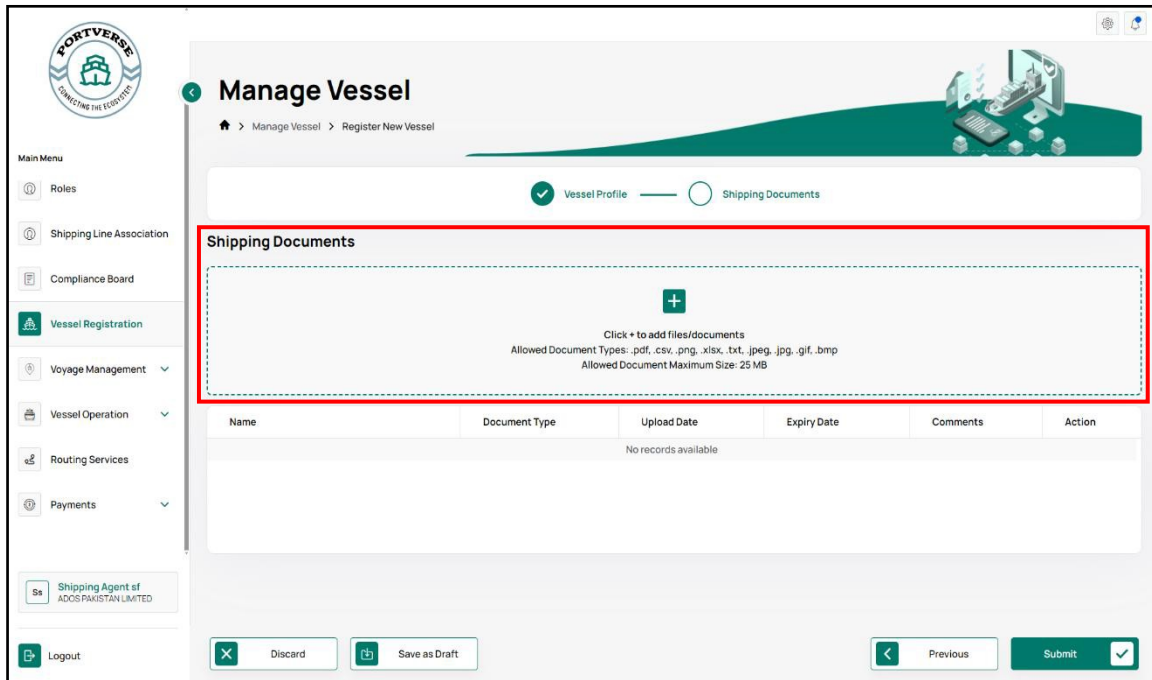 PORTVERSE
CONNECTING THE ECOSYSTEM
Manage Vessel
Manage Vessel > Register New Vessel
Main Menu
Roles
Shipping Line Association
Compliance Board
Vessel Registration
Voyage Management
Vessel Operation
Routing Services
Payments
Ss
Shipping Agent sf
ADOS PAKISTAN LIMITED
Logout
Vessel Profile
Shipping Documents
Shipping Documents
Click + to add files/documents
Allowed Document Types: .pdf, .csv, .png, .xlsx, .txt, .jpeg, .jpg, .gif, .bmp
Allowed Document Maximum Size: 25 MB
Name Document Type Upload Date Expiry Date Comments Action
No records available
Discard
Save as Draft
Previous
Submit